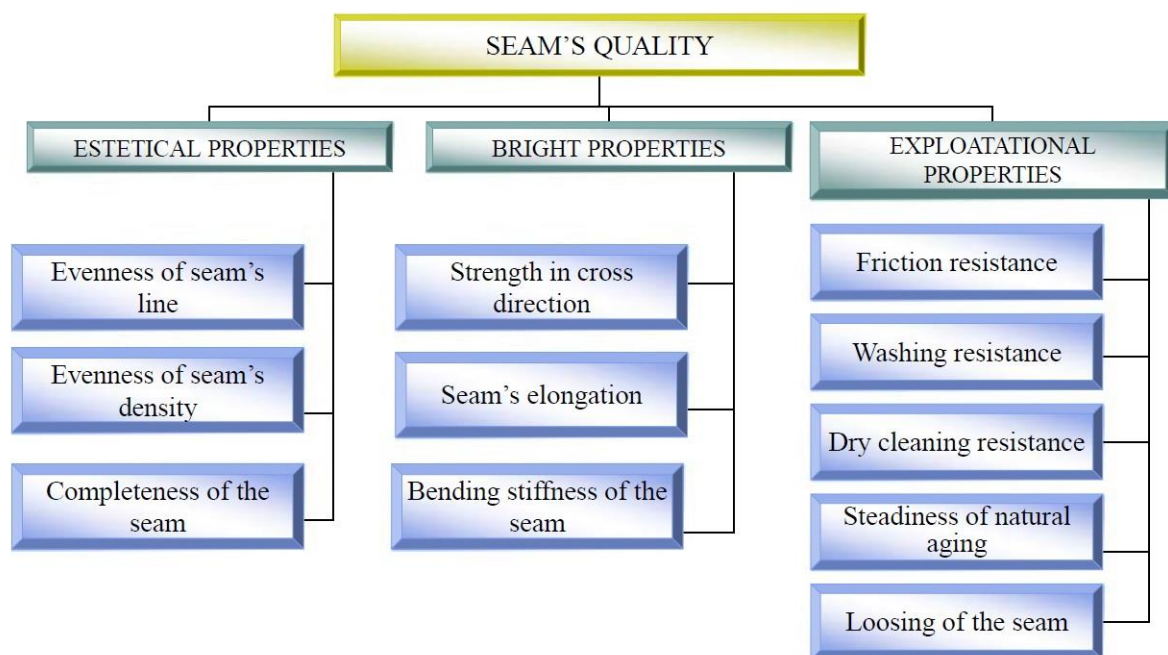 SEAM'S QUALITY
ESTETICAL PROPERTIES
Evenness of seam's
line
Evenness of seam's
density
Completeness of the
seam
BRIGHT PROPERTIES
Strength in cross
direction
Seam's elongation
Bending stiffness of the
seam
EXPLOATATIONAL
PROPERTIES
Friction resistance
Washing resistance
Dry cleaning resistance
Steadiness of natural
aging
Loosing of the seam